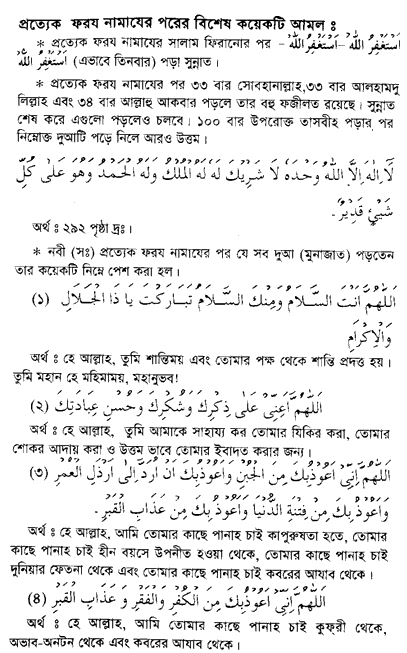 প্রত্যেক ফরয নামাযের পরের বিশেষ কয়েকটি আমল ঃ
* প্রত্যেক ফরয নামাযের সালাম ফিরানোর পর - اَسْتَغْفِرُ اللهَ - اَسْتَغْفِرُ اللهَ
اَسْتَغْفِرُ اللهَ (এভাবে তিনবার) পড়া সুন্নাত।
* প্রত্যেক ফরয নামাযের পর ৩৩ বার সোবহানাল্লাহ,৩৩ বার আলহামদু
লিল্লাহ এবং ৩৪ বার আল্লাহু আকবার পড়লে তার বহু ফজীলত রয়েছে। সুন্নাত
শেষ করে এগুলো পড়লেও চলবে। ১০০ বার উপরোক্ত তাসবীহ পড়ার পর
নিম্নোক্ত দুআটি পড়ে নিলে আরও উত্তম।
لَا اِلٰهَ اِلَّا اللهُ وَحْدَهٗ لَا شَرِيْكَ لَهٗ لَهُ الْمُلْكُ وَلَهُ الْحَمْدُ وَهُوَ عَلٰى كُلِّ
شَيْئٍ قَدِيْرٌ .
অর্থ ঃ ২৯২ পৃষ্ঠা দ্রঃ।
* নবী (সঃ) প্রত্যেক ফরয নামাযের পর যে সব দুআ (মুনাজাত) পড়তেন
তার কয়েকটি নিম্নে পেশ করা হল।
(১) اَللّٰهُمَّ اَنْتَ السَّلَامُ وَمِنْكَ السَّلَامُ تَبَارَكْتَ يَا ذَا الْجَلَالِ
وَالْاِكْرَامِ
অর্থ ঃ হে আল্লাহ, তুমি শান্তিময় এবং তোমার পক্ষ থেকে শান্তি প্রদত্ত হয়।
তুমি মহান হে মহিমাময়, মহানুভব!
(২) اَللّٰهُمَّ اَعِنِّيْ عَلٰى ذِكْرِكَ وَشُكْرِكَ وَحُسْنِ عِبَادَتِكَ
অর্থ ঃ হে আল্লাহ, তুমি আমাকে সাহায্য কর তোমার যিকির করা, তোমার
শোকর আদায় করা ও উত্তম ভাবে তোমার ইবাদত করার জন্য।
(৩) اَللّٰهُمَّ اِنِّيْ اَعُوْذُبِكَ مِنَ الْجُبْنِ وَاَعُوْذُبِكَ اَنْ اُرَدَّ اِلٰى اَرْذَلِ الْعُمُرِ
وَاَعُوْذُبِكَ مِنْ فِتْنَةِ الدُّنْيَا وَاَعُوْذُبِكَ مِنْ عَذَابِ الْقَبْرِ.
অর্থ ঃ হে আল্লাহ, আমি তোমার কাছে পানাহ চাই কাপুরুষতা হতে, তোমার
কাছে পানাহ চাই হীন বয়সে উপনীত হওয়া থেকে, তোমার কাছে পানাহ চাই
দুনিয়ার ফেতনা থেকে এবং তোমার কাছে পানাহ চাই কবরের আযাব থেকে।
(৪) اَللّٰهُمَّ اِنِّيْ اَعُوْذُبِكَ مِنَ الْكُفْرِ وَالْفَقْرِ وَ عَذَابِ الْقَبْرِ
অর্থ ঃ হে আল্লাহ, আমি তোমার কাছে পানাহ চাই কুফ্রী থেকে,
অভাব-অনটন থেকে এবং কবরের আযাব থেকে।